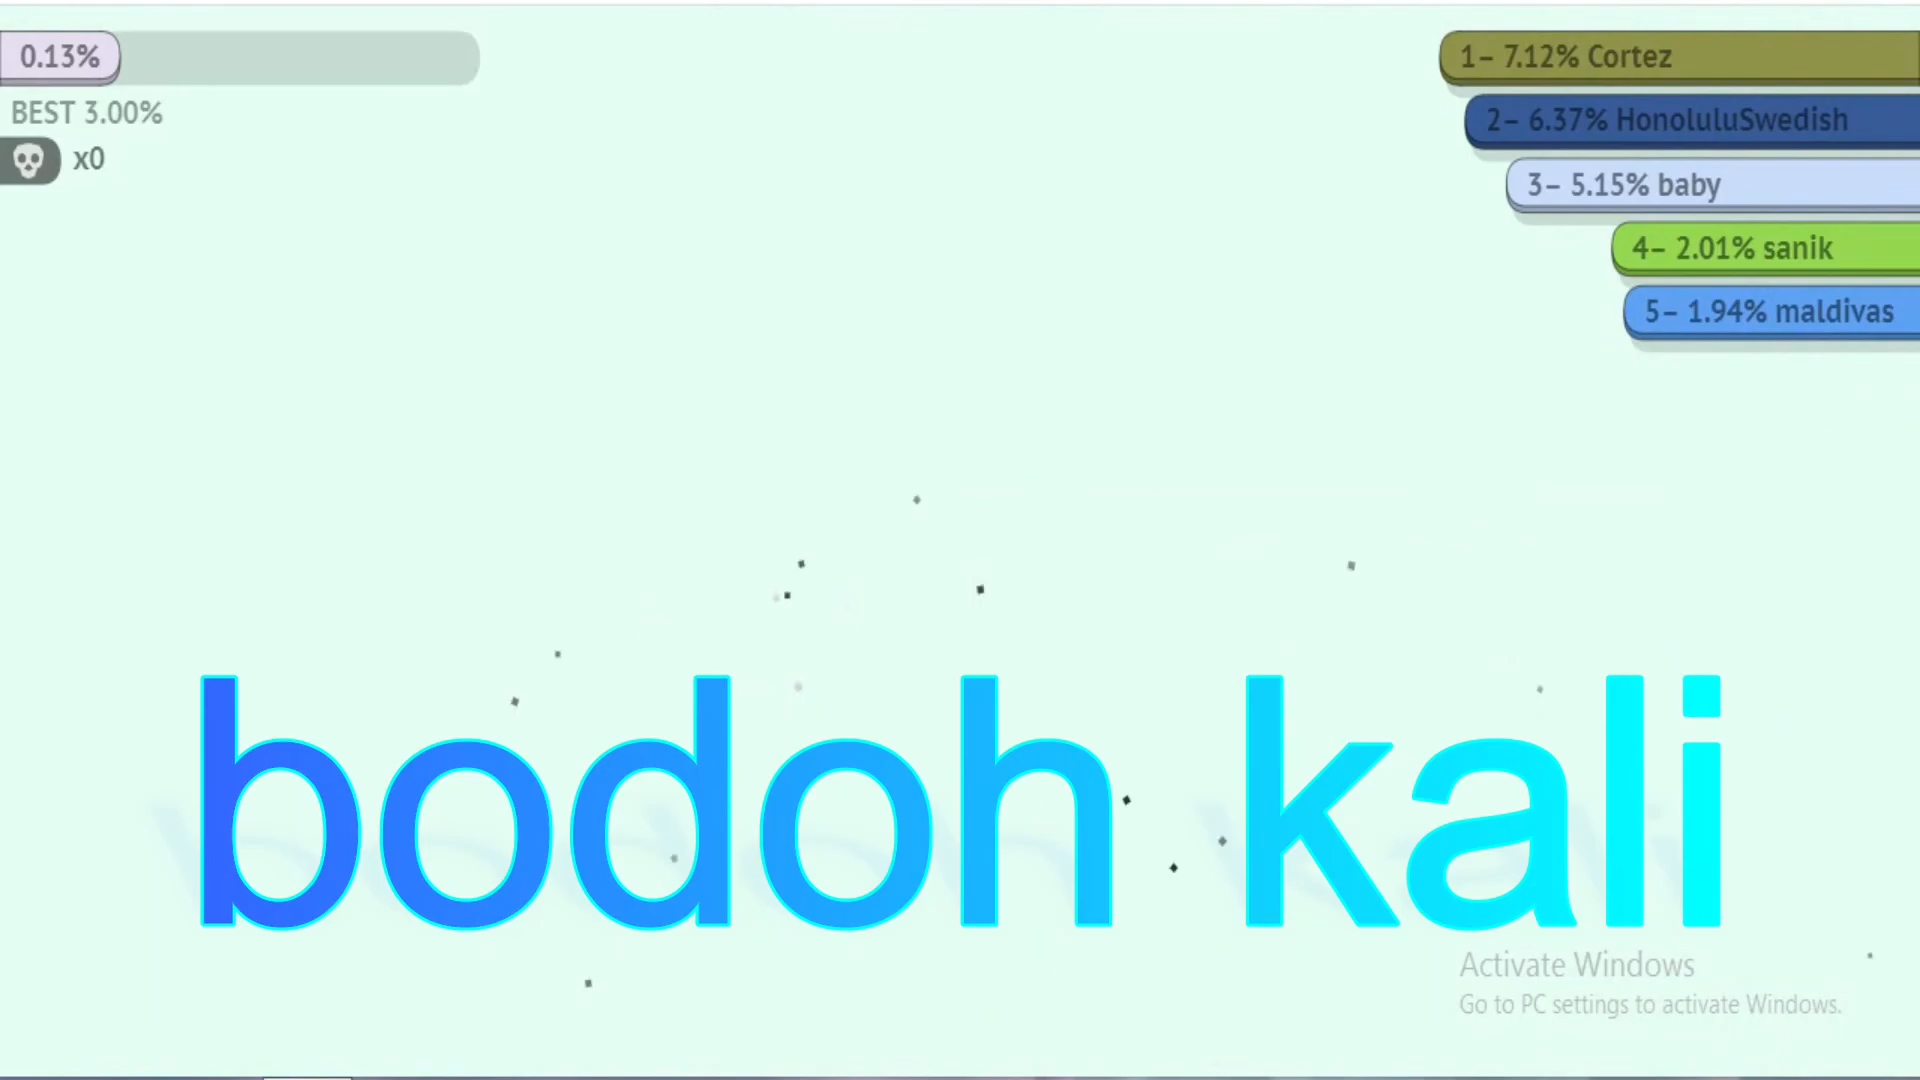 0.13%
BEST 3.00%
x0
1- 7.12% Cortez
2- 6.37% HonoluluSwedish
3- 5.15% baby
4- 2.01% sanik
5- 1.94% maldivas
bodoh kali
Activate Windows
Go to PC settings to activate Windows.